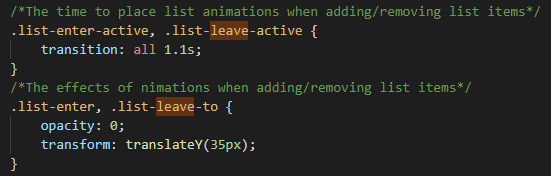 /*The time to place list animations when adding/removing list items*/
.list-enter-active, .list-leave-active {
    transition: all 1.1s;
}
/*The effects of nimations when adding/removing list items*/
.list-enter, .list-leave-to {
    opacity: 0;
    transform: translateY(35px);
}